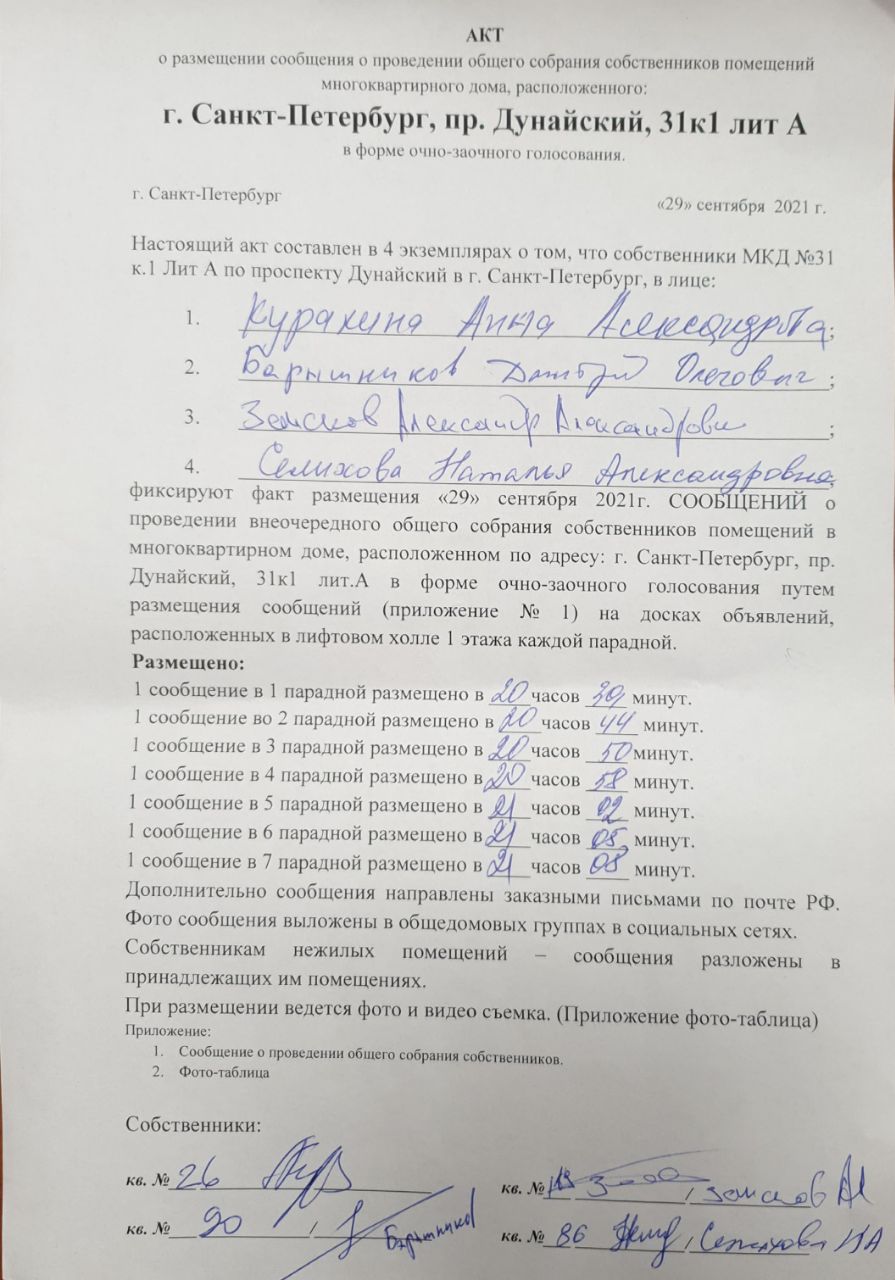 АКТ
о размещении сообщения о проведении общего собрания собственников помещений
многоквартирного дома, расположенного:
г. Санкт-Петербург, пр. Дунайский, 31к1 лит А
в форме очно-заочного голосования.
г. Санкт-Петербург «29» сентября 2021 г.
Настоящий акт составлен в 4 экземплярах о том, что собственники МКД №31
к.1 Лит А по проспекту Дунайский в г. Санкт-Петербург, в лице:
1. Куракина Анна Александровна;
2. Барышников Дмитрий Олегович;
3. Земсков Александр Александрович;
4. Селихова Наталья Александровна,
фиксируют факт размещения «29» сентября 2021г. СООБЩЕНИЙ о
проведении внеочередного общего собрания собственников помещений в
многоквартирном доме, расположенном по адресу: г. Санкт-Петербург, пр.
Дунайский, 31к1 лит.А в форме очно-заочного голосования путем
размещения сообщений (приложение № 1) на досках объявлений,
расположенных в лифтовом холле 1 этажа каждой парадной.
Размещено:
1 сообщение в 1 парадной размещено в 20 часов минут.
1 сообщение во 2 парадной размещено в 20 часов 44 минут.
1 сообщение в 3 парадной размещено в 20 часов 50 минут.
1 сообщение в 4 парадной размещено в 20 часов 58 минут.
1 сообщение в 5 парадной размещено в 21 часов 02 минут.
1 сообщение в 6 парадной размещено в 21 часов 05 минут.
1 сообщение в 7 парадной размещено в 21 часов 08 минут.
Дополнительно сообщения направлены заказными письмами по почте РФ.
Фото сообщения выложены в общедомовых группах в социальных сетях.
Собственникам нежилых помещений – сообщения разложены в
принадлежащих им помещениях.
При размещении ведется фото и видео съемка. (Приложение фото-таблица)
Приложение:
1. Сообщение о проведении общего собрания собственников.
2. Фото-таблица
Собственники:
кв. № 26
кв. № / Земсков АА
кв. № 90 / Барышников
кв. № 86 / Селихова НА